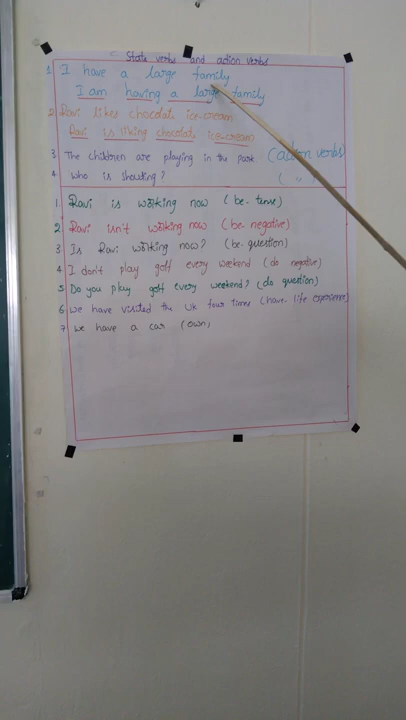 State verbs and action verbs
1 I have a large family
I am having a large family
2 Ravi likes chocolate ice-cream
Ravi is liking chocolate ice-cream
3 The children are playing in the park (action verbs)
4 Who is shouting? ( " )
1. Ravi is working now (be-tense)
2 Ravi isn't working now (be-negative)
3 Is Ravi working now? (be-question)
4 I don't play golf every weekend (do negative)
5 Do you play golf every weekend? (do question)
6 We have visited the UK four times (have-life experience)
7 We have a car (own)